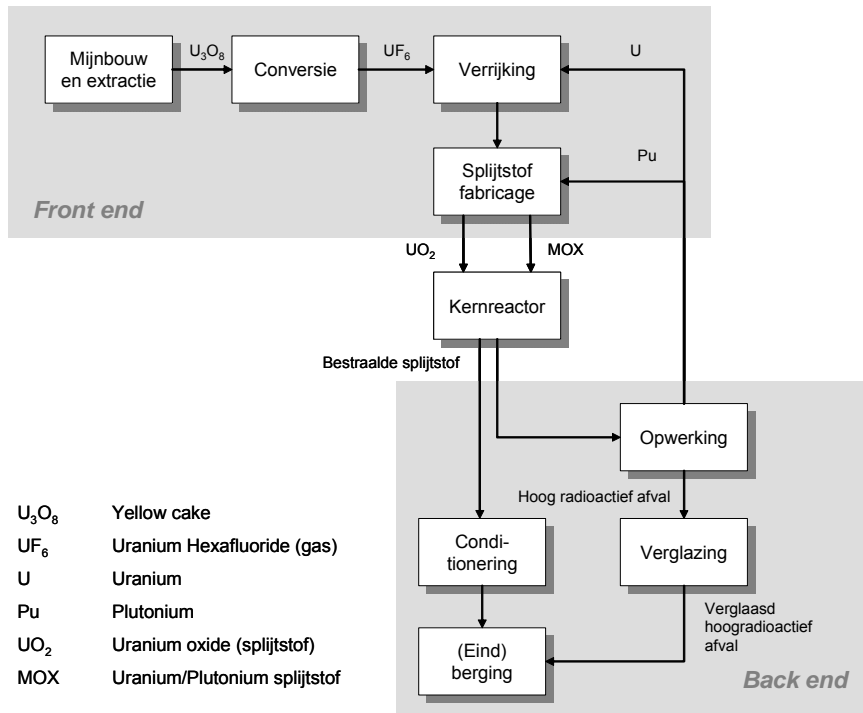 Mijnbouw
en extractie
U₃O₈
Conversie
UF₆
Verrijking
U
Splijtstof
fabricage
Pu
Front end
UO₂
MOX
Kernreactor
Bestraalde splijtstof
Opwerking
Hoog radioactief afval
Condi-
tionering
Verglazing
Verglaasd
hoogradioactief
afval
(Eind)
berging
Back end
U₃O₈ Yellow cake
UF₆ Uranium Hexafluoride (gas)
U Uranium
Pu Plutonium
UO₂ Uranium oxide (splijtstof)
MOX Uranium/Plutonium splijtstof